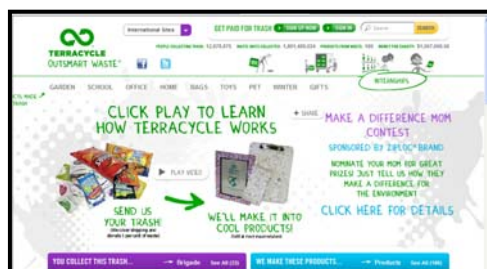 International Sites
GET PAID FOR TRASH
SIGN UP NOW
SIGN IN
Search
SEARCH
TERRACYCLE
OUTSMART WASTE
INTERNSHIPS
GARDEN SCHOOL OFFICE HOME BAGS TOYS PET WINTER GIFTS
CLICK PLAY TO LEARN
HOW TERRACYCLE WORKS
SHARE
MAKE A DIFFERENCE MOM
CONTEST
SPONSORED BY ZIPLOC® BRAND
NOMINATE YOUR MOM FOR GREAT
PRIZES! JUST TELL US HOW THEY
MAKE A DIFFERENCE FOR
THE ENVIRONMENT
CLICK HERE FOR DETAILS
PLAY VIDEO
SEND US
YOUR TRASH!
WE'LL MAKE IT INTO
COOL PRODUCTS!
YOU COLLECT THIS TRASH... Brigade
WE MAKE THESE PRODUCTS... Products